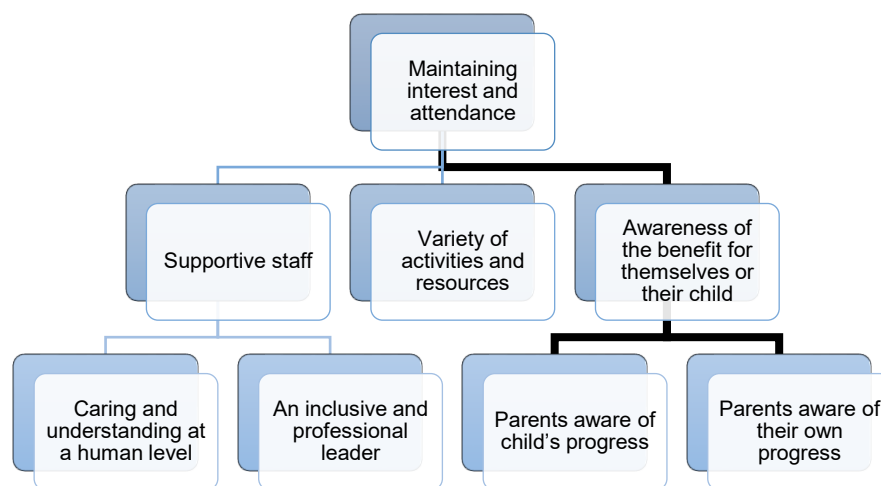 Maintaining
interest and
attendance
Supportive staff
Variety of
activities and
resources
Awareness of
the benefit for
themselves or
their child
Caring and
understanding at
a human level
An inclusive and
professional
leader
Parents aware of
child’s progress
Parents aware of
their own
progress